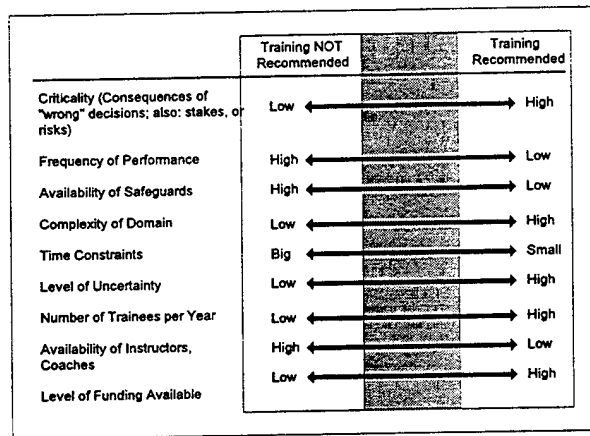 Training NOT Recommended
Training Recommended
Criticality (Consequences of "wrong" decisions; also: stakes, or risks)
Low
High
Frequency of Performance
High
Low
Availability of Safeguards
High
Low
Complexity of Domain
Low
High
Time Constraints
Big
Small
Level of Uncertainty
Low
High
Number of Trainees per Year
Low
High
Availability of Instructors, Coaches
High
Low
Level of Funding Available
Low
High